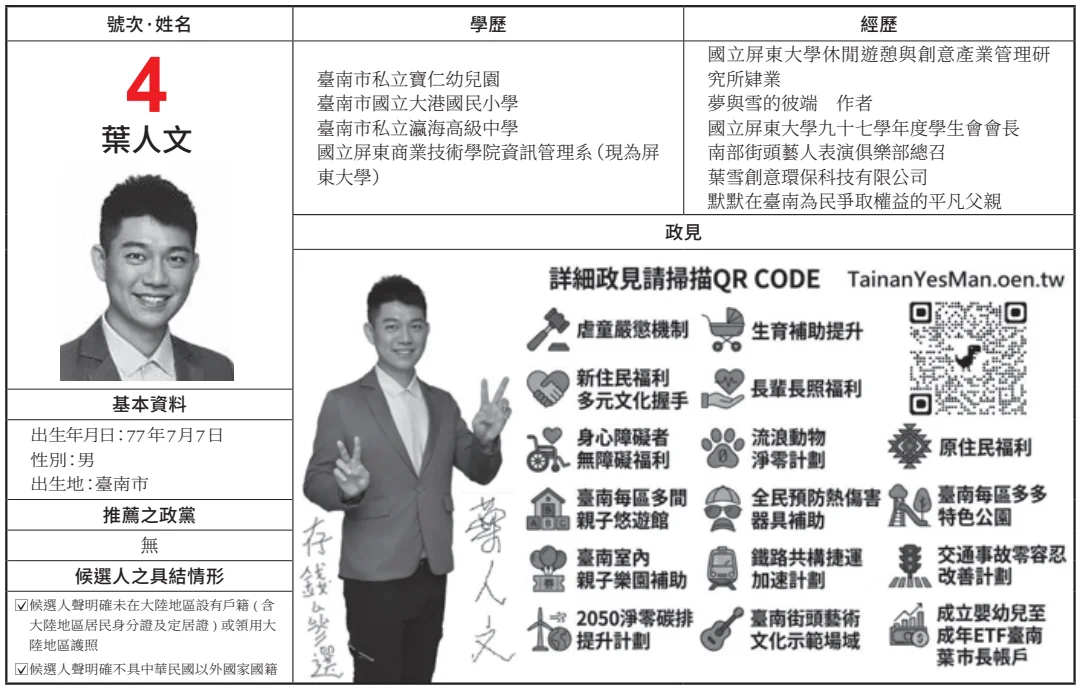 號次·姓名
4
葉人文
基本資料
出生年月日：77年7月7日
性別：男
出生地：臺南市
推薦之政黨
無
候選人之具結情形
☑候選人聲明確未在大陸地區設有戶籍（含
大陸地區居民身分證及定居證）或領用大
陸地區護照
☑候選人聲明確不具中華民國以外國家國籍
學歷
臺南市私立寶仁幼兒園
臺南市國立大港國民小學
臺南市私立瀛海高級中學
國立屏東商業技術學院資訊管理系（現為屏
東大學）
經歷
國立屏東大學休閒遊憩與創意產業管理研
究所肄業
夢與雪的彼端　作者
國立屏東大學九十七學年度學生會會長
南部街頭藝人表演俱樂部總召
葉雪創意環保科技有限公司
默默在臺南為民爭取權益的平凡父親
政見
詳細政見請掃描QR CODE TainanYesMan.oen.tw
虐童嚴懲機制
生育補助提升
新住民福利
多元文化握手
長輩長照福利
身心障礙者
無障礙福利
流浪動物
淨零計劃
原住民福利
臺南每區多間
親子悠遊館
全民預防熱傷害
器具補助
臺南每區多多
特色公園
臺南室內
親子樂園補助
鐵路共構捷運
加速計劃
交通事故零容忍
改善計劃
2050淨零碳排
提升計劃
臺南街頭藝術
文化示範場域
成立嬰幼兒至
成年ETF臺南
葉市長帳戶
ABC
葉人文
存錢參選